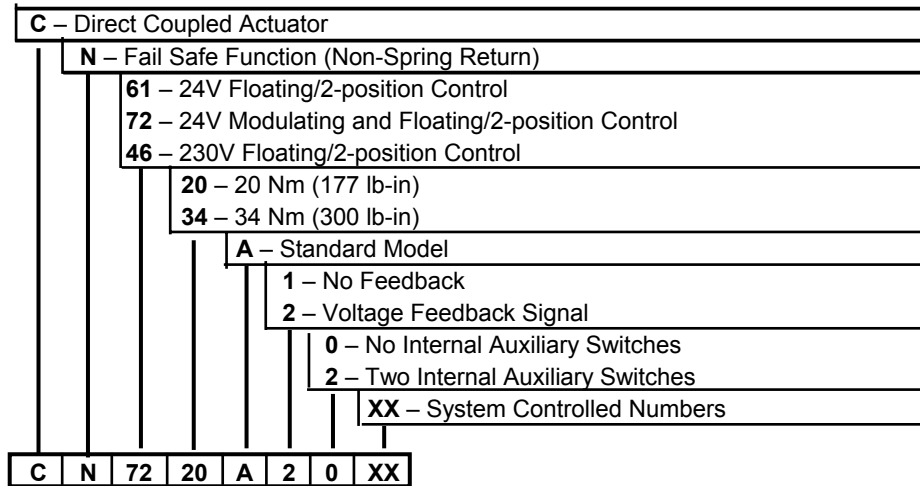 C – Direct Coupled Actuator
N – Fail Safe Function (Non-Spring Return)
61 – 24V Floating/2-position Control
72 – 24V Modulating and Floating/2-position Control
46 – 230V Floating/2-position Control
20 – 20 Nm (177 lb-in)
34 – 34 Nm (300 lb-in)
A – Standard Model
1 – No Feedback
2 – Voltage Feedback Signal
0 – No Internal Auxiliary Switches
2 – Two Internal Auxiliary Switches
XX – System Controlled Numbers
C N 72 20 A 2 0 XX